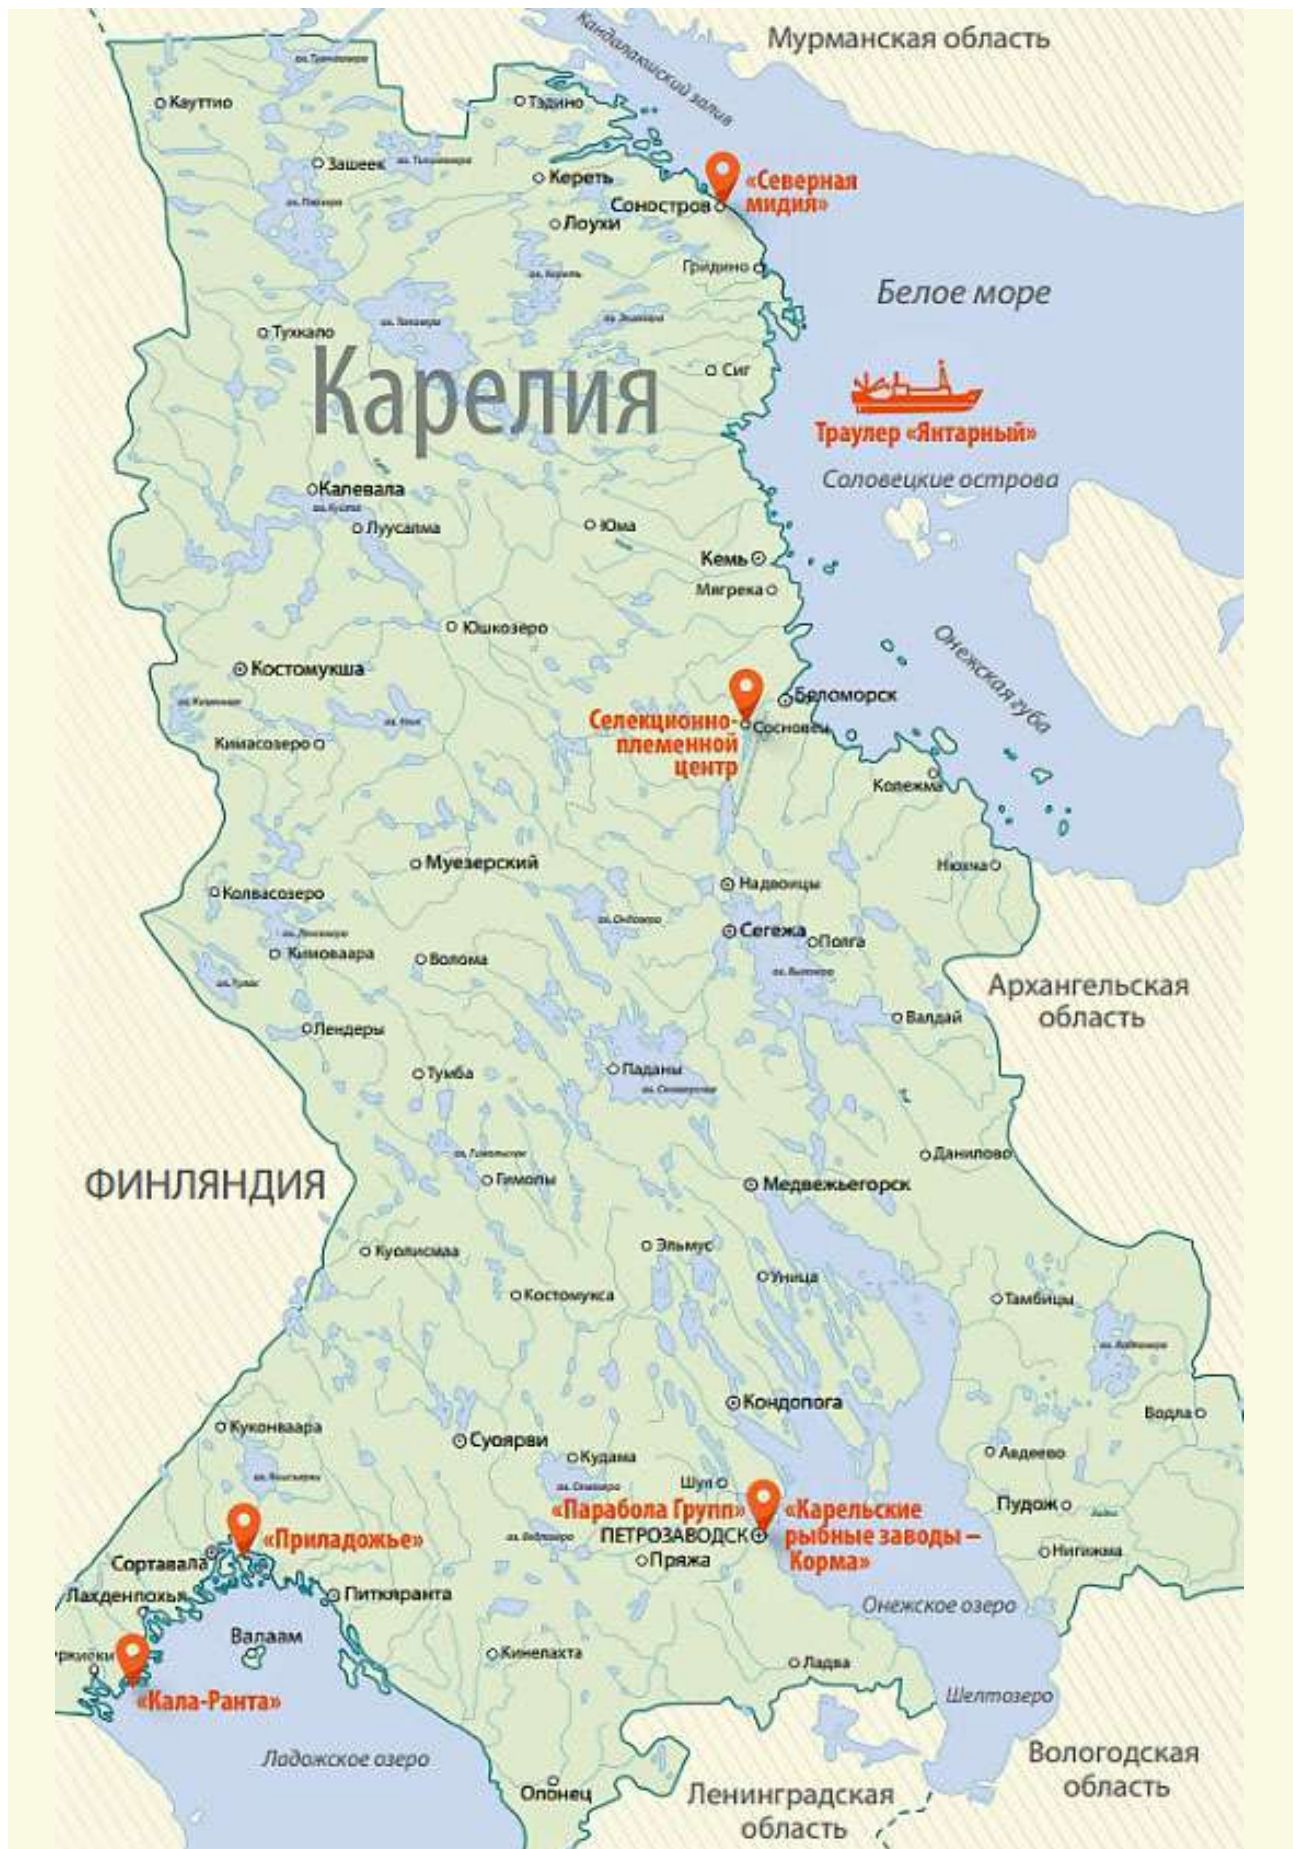 Кандалакшский залив
Мурманская область
Кауттио
Тэдино
Зашеек
Кереть
«Северная
мидия»
Соностров
Лоухи
Гридино
Белое море
Тухкало
Карелия
Сиг
Траулер «Янтарный»
Соловецкие острова
Калевала
оз. Куйто
Луусалма
Юма
Кемь
Мягрека
Юшкозеро
Онежская губа
Костомукша
Беломорск
Селекционно-
племенной
центр
Сосновец
Кимасозеро
Колежма
Муезерский
Нюхча
Надвоицы
Колвасозеро
оз. Ондозеро
Сегежа
Полга
Кимоваара
Волома
Архангельская
область
Валдай
Лендеры
Паданы
Тумба
Данилово
ФИНЛЯНДИЯ
Гимолы
Медвежьегорск
Куолисмаа
Эльмус
Уница
Костомукса
Тамбицы
Кондопога
Водла
Куконваара
Суоярви
Кудама
Авдеево
Шуя
Пудож
«Парабола Групп»
«Карельские
рыбные заводы –
Корма»
ПЕТРОЗАВОДСК
Пряжа
Нигижма
«Приладожье»
Сортавала
Лахденпохья
Питкяранта
Онежское озеро
Валаам
Кинелахта
Ладва
«Кала-Ранта»
Шелтозеро
Ладожское озеро
Вологодская
область
Олонец
Ленинградская
область